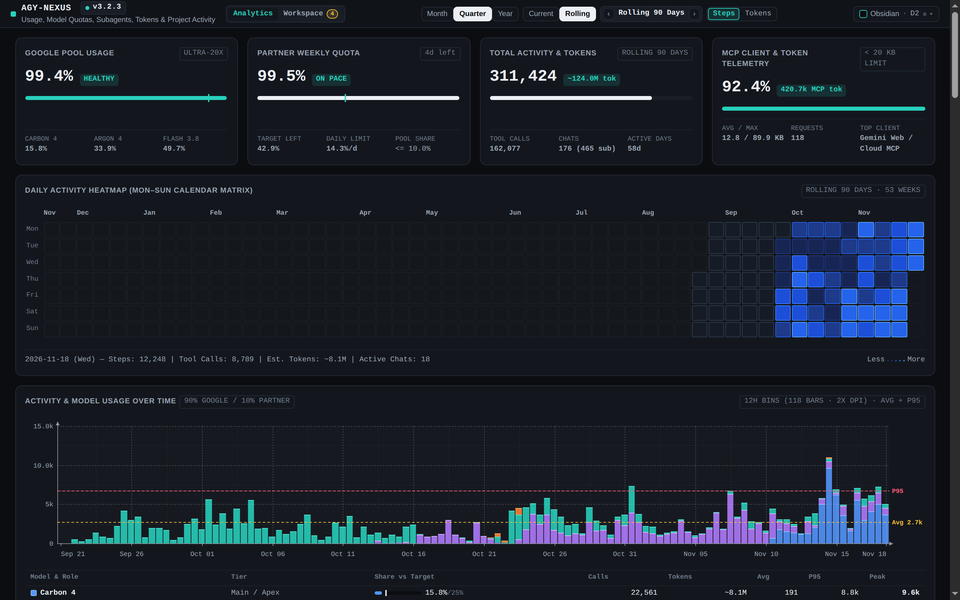 AGY-NEXUS v3.2.3
Usage, Model Quotas, Subagents, Tokens & Project Activity
Analytics Workspace 4
Month Quarter Year
Current Rolling
‹ Rolling 90 Days ›
Steps Tokens
Obsidian · D2
GOOGLE POOL USAGE ULTRA-20X
99.4% HEALTHY
CARBON 4 ARGON 4 FLASH 3.8
15.8% 33.9% 49.7%
PARTNER WEEKLY QUOTA 4d left
99.5% ON PACE
TARGET LEFT DAILY LIMIT POOL SHARE
42.9% 14.3%/d <= 10.0%
TOTAL ACTIVITY & TOKENS ROLLING 90 DAYS
311,424 ~124.0M tok
TOOL CALLS CHATS ACTIVE DAYS
162,077 176 (465 sub) 58d
MCP CLIENT & TOKEN TELEMETRY < 20 KB LIMIT
92.4% 420.7k MCP tok
AVG / MAX REQUESTS TOP CLIENT
12.8 / 89.9 KB 118 Gemini Web / Cloud MCP
DAILY ACTIVITY HEATMAP (MON–SUN CALENDAR MATRIX) ROLLING 90 DAYS · 53 WEEKS
Nov Dec Jan Feb Mar Apr May Jun Jul Aug Sep Oct Nov
Mon
Tue
Wed
Thu
Fri
Sat
Sun
2026-11-18 (Wed) — Steps: 12,248 | Tool Calls: 8,789 | Est. Tokens: ~8.1M | Active Chats: 18
Less More
ACTIVITY & MODEL USAGE OVER TIME 90% GOOGLE / 10% PARTNER
12H BINS (118 BARS · 2X DPI) · AVG + P95
15.0k
10.0k
5k
0
P95
Avg 2.7k
Sep 21 Sep 26 Oct 01 Oct 06 Oct 11 Oct 16 Oct 21 Oct 26 Oct 31 Nov 05 Nov 10 Nov 15 Nov 18
Model & Role Tier Share vs Target Calls Tokens Avg P95 Peak
Carbon 4 Main / Apex 15.8%/25% 22,561 ~8.1M 191 8.8k 9.6k